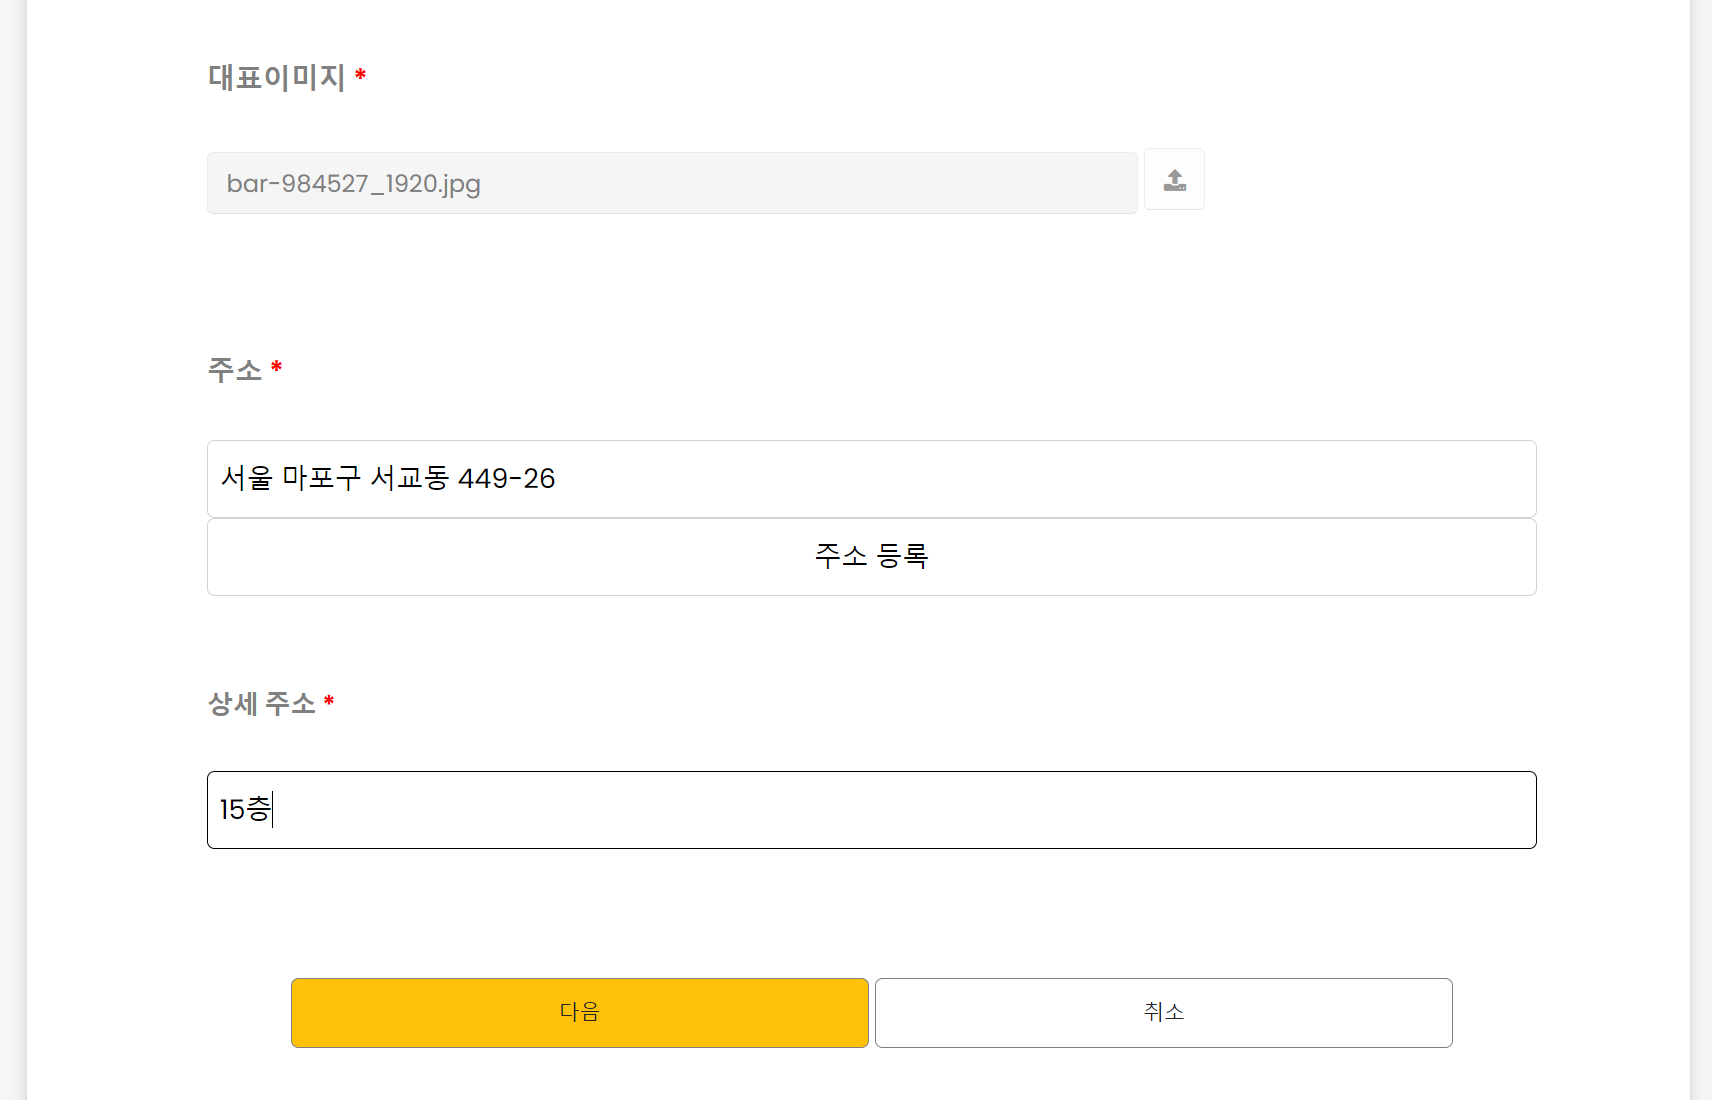 대표이미지 *
bar-984527_1920.jpg
주소 *
서울 마포구 서교동 449-26
주소 등록
상세 주소 *
15층
다음 취소